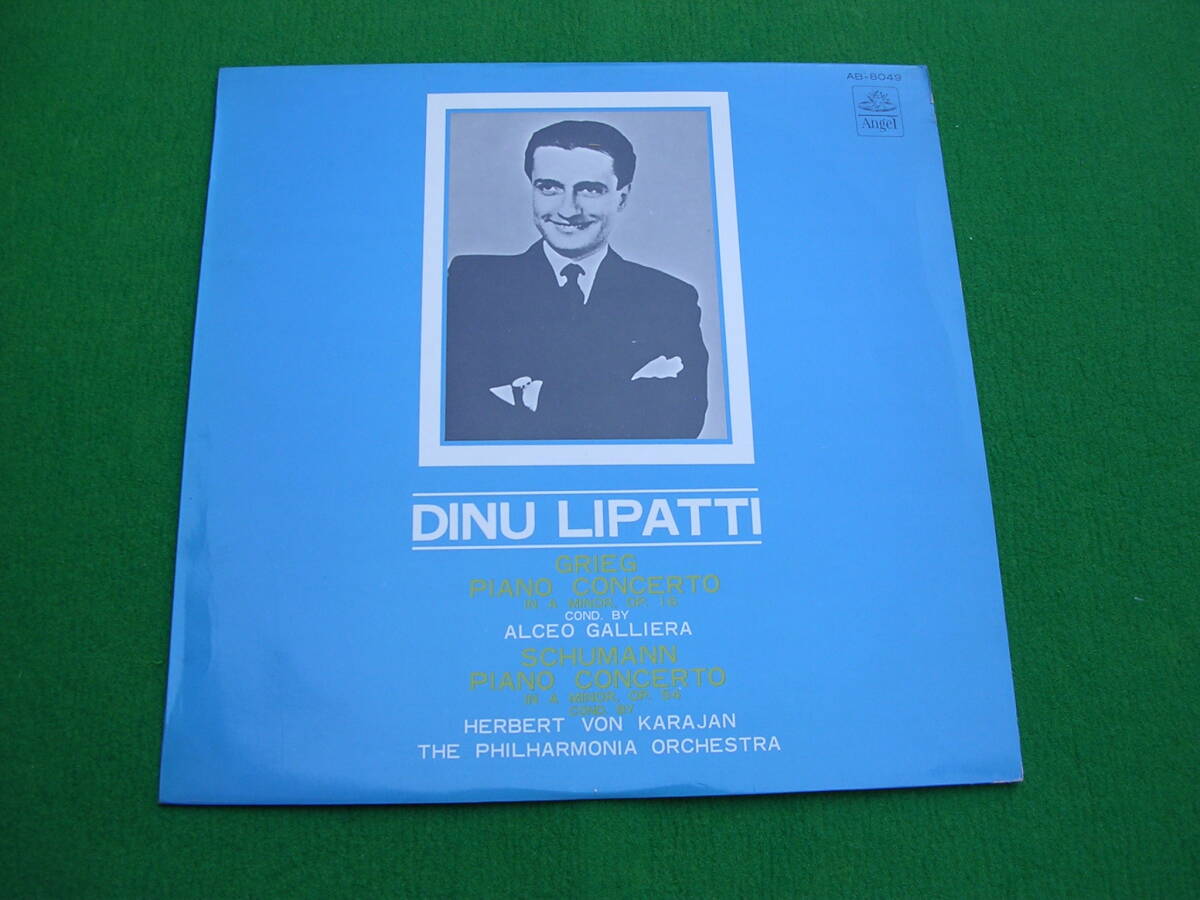 AB-8049
Angel
DINU LIPATTI
GRIEG
PIANO CONCERTO
IN A MINOR, OP. 16
COND. BY
ALCEO GALLIERA
SCHUMANN
PIANO CONCERTO
IN A MINOR, OP. 54
COND. BY
HERBERT VON KARAJAN
THE PHILHARMONIA ORCHESTRA